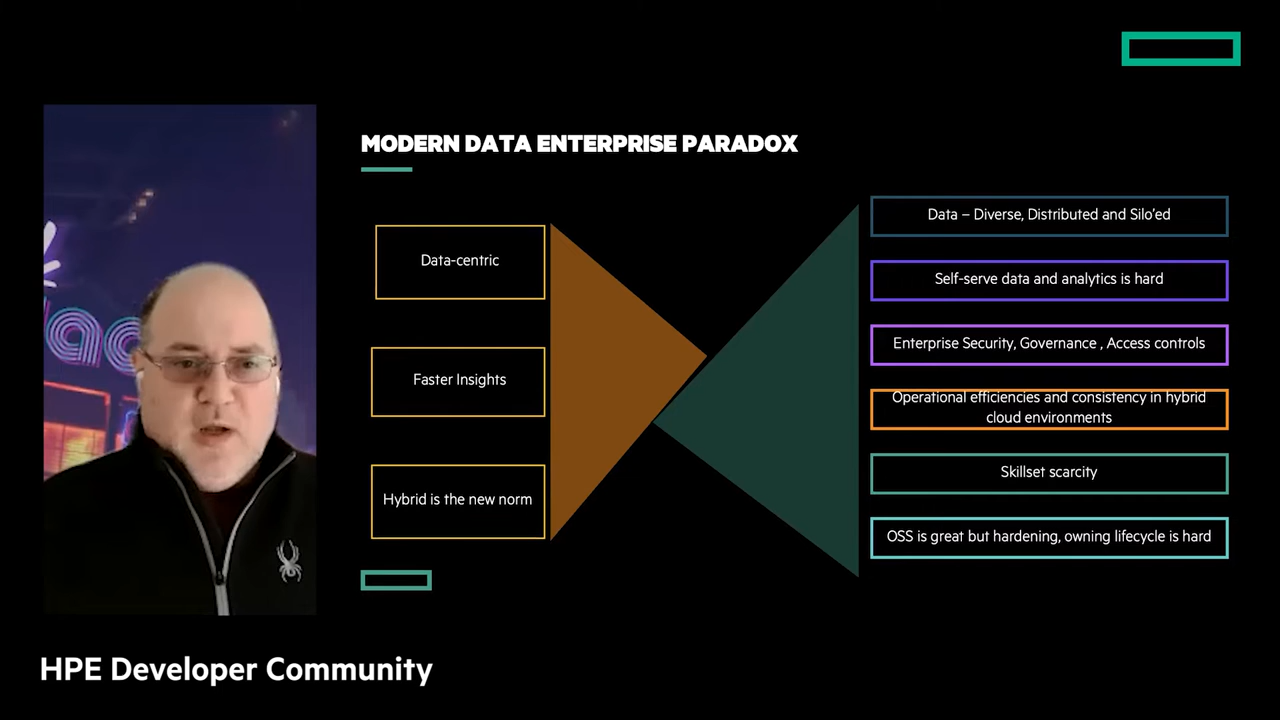 MODERN DATA ENTERPRISE PARADOX
Data-centric
Faster Insights
Hybrid is the new norm
Data – Diverse, Distributed and Silo'ed
Self-serve data and analytics is hard
Enterprise Security, Governance , Access controls
Operational efficiencies and consistency in hybrid
cloud environments
Skillset scarcity
OSS is great but hardening, owning lifecycle is hard
HPE Developer Community